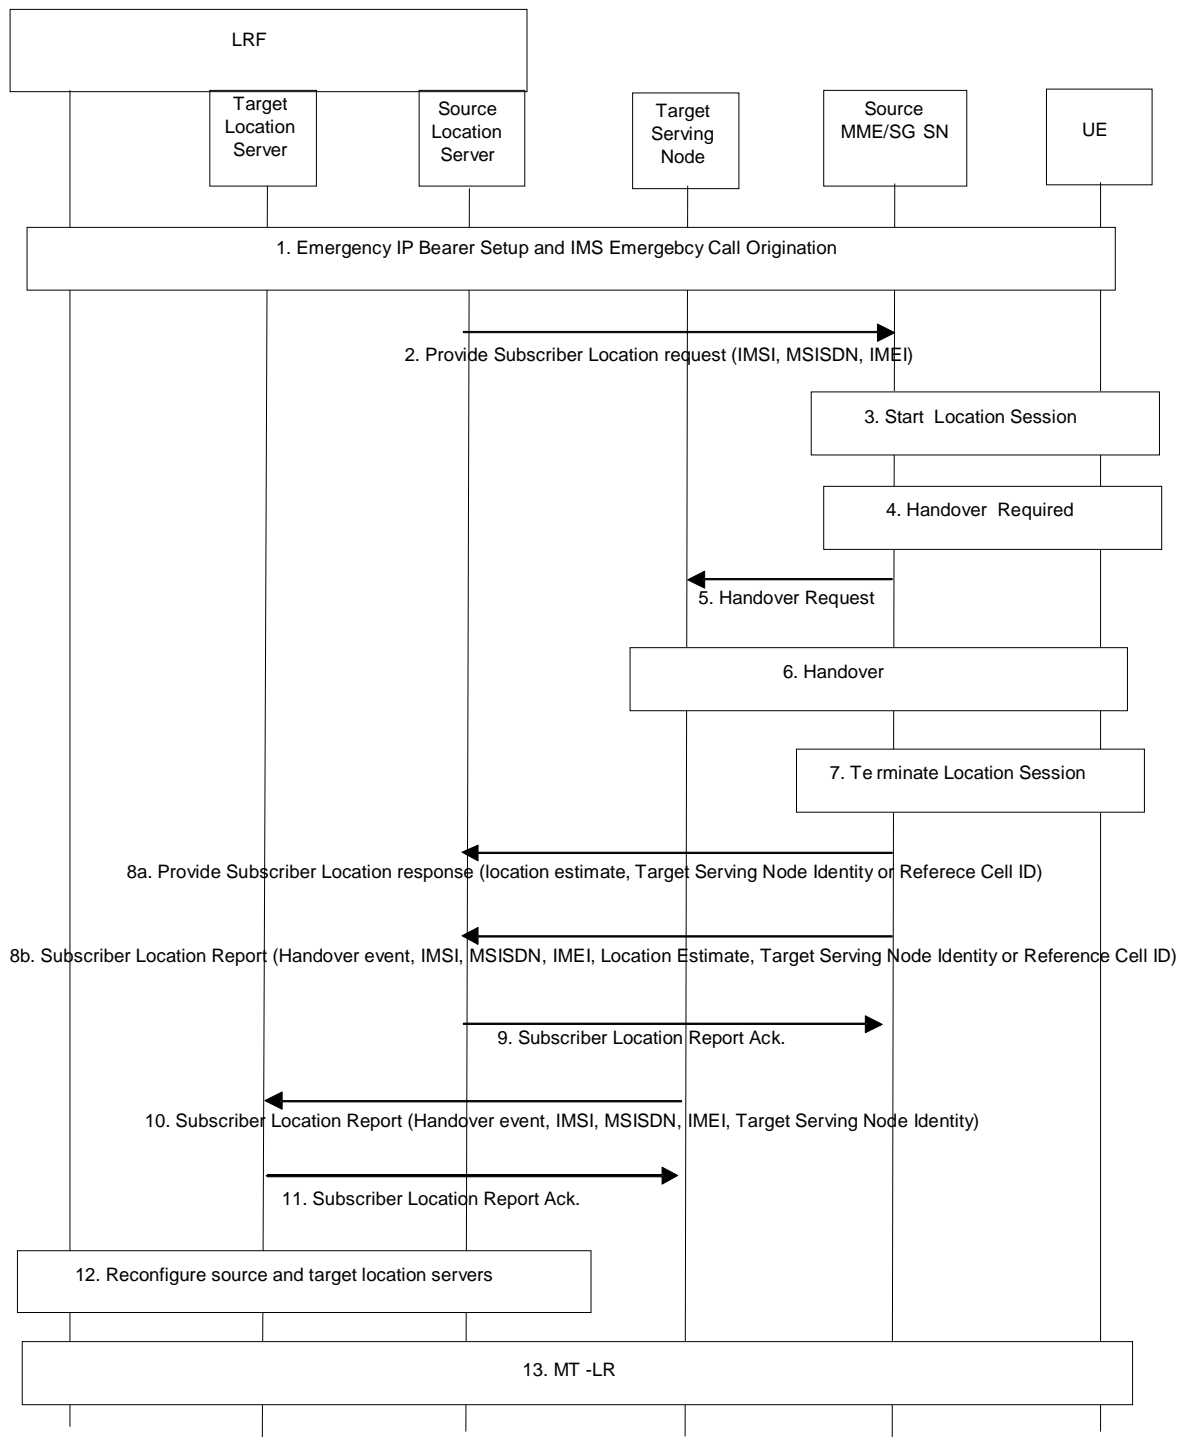 LRF
Target
Location
Server
Source
Location
Server
Target
Serving
Node
Source
MME/SG SN
UE
1. Emergency IP Bearer Setup and IMS Emergebcy Call Origination
2. Provide Subscriber Location request (IMSI, MSISDN, IMEI)
3. Start Location Session
4. Handover Required
5. Handover Request
6. Handover
7. Te rminate Location Session
8a. Provide Subscriber Location response (location estimate, Target Serving Node Identity or Referece Cell ID)
8b. Subscriber Location Report (Handover event, IMSI, MSISDN, IMEI, Location Estimate, Target Serving Node Identity or Reference Cell ID)
9. Subscriber Location Report Ack.
10. Subscriber Location Report (Handover event, IMSI, MSISDN, IMEI, Target Serving Node Identity)
11. Subscriber Location Report Ack.
12. Reconfigure source and target location servers
13. MT -LR